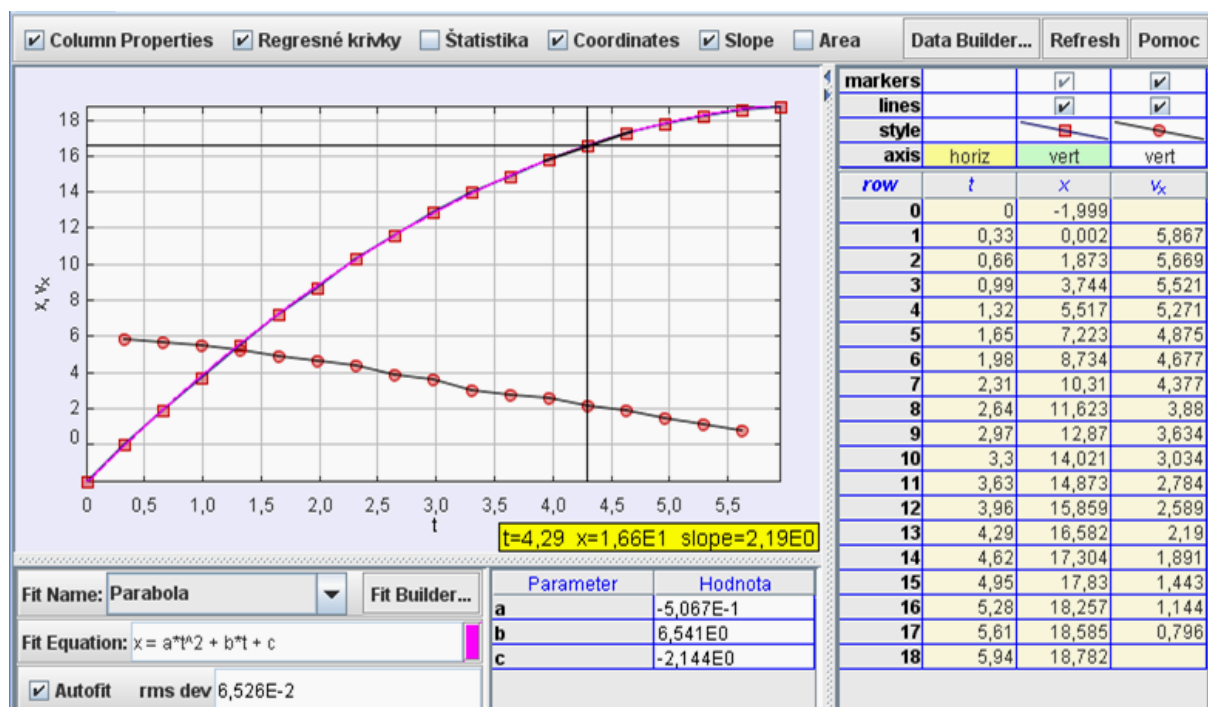 Column Properties Regresné krivky Štatistika Coordinates Slope Area Data Builder... Refresh Pomoc
18
16
14
12
10
8
6
4
2
0
x, vx
0 0,5 1,0 1,5 2,0 2,5 3,0 3,5 4,0 4,5 5,0 5,5
t
t=4,29 x=1,66E1 slope=2,19E0
markers
lines
style
axis horiz vert vert
row t x vx
0 0 -1,999
1 0,33 0,002 5,867
2 0,66 1,873 5,669
3 0,99 3,744 5,521
4 1,32 5,517 5,271
5 1,65 7,223 4,875
6 1,98 8,734 4,677
7 2,31 10,31 4,377
8 2,64 11,623 3,88
9 2,97 12,87 3,634
10 3,3 14,021 3,034
11 3,63 14,873 2,784
12 3,96 15,859 2,589
13 4,29 16,582 2,19
14 4,62 17,304 1,891
15 4,95 17,83 1,443
16 5,28 18,257 1,144
17 5,61 18,585 0,796
18 5,94 18,782
Fit Name: Parabola Fit Builder...
Fit Equation: x = a*t^2 + b*t + c
Autofit rms dev 6,526E-2
Parameter Hodnota
a -5,067E-1
b 6,541E0
c -2,144E0